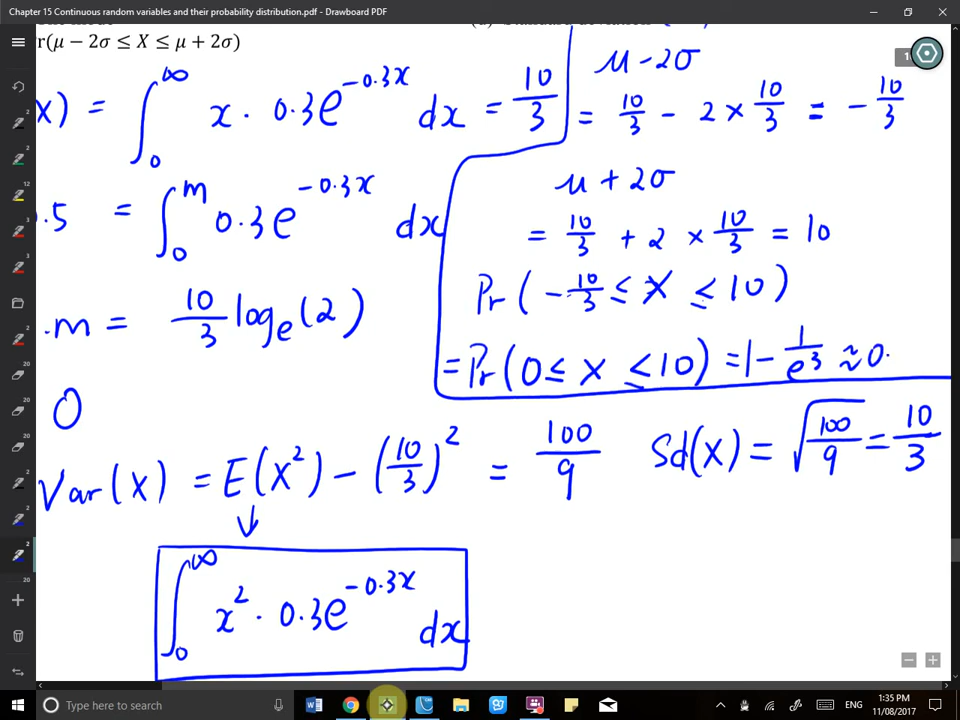 Chapter 15 Continuous random variables and their probability distribution.pdf - Drawboard PDF
r(μ − 2σ ≤ X ≤ μ + 2σ)
x) = ∫₀^∞ x · 0.3e^(-0.3x) dx = 10/3
0.5 = ∫₀^m 0.3e^(-0.3x) dx
.m = 10/3 logₑ(2)
0
μ - 2σ
= 10/3 - 2 × 10/3 = -10/3
μ + 2σ
= 10/3 + 2 × 10/3 = 10
Pr(-10/3 ≤ X ≤ 10)
= Pr(0 ≤ X ≤ 10) = 1 - 1/e³ ≈ 0.
Var(X) = E(X²) - (10/3)² = 100/9
Sd(X) = √(100/9) = 10/3
∫₀^∞ x² · 0.3e^(-0.3x) dx
Type here to search
ENG
1:35 PM
11/08/2017